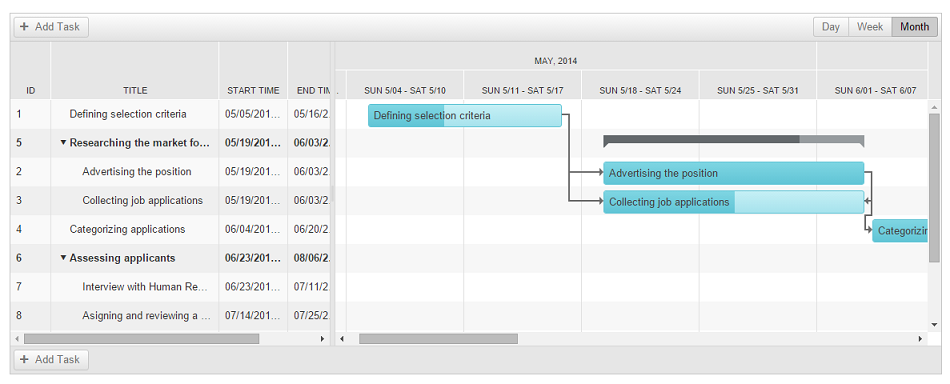 + Add Task
Day Week Month
MAY, 2014
ID TITLE START TIME END TIM. SUN 5/04 - SAT 5/10 SUN 5/11 - SAT 5/17 SUN 5/18 - SAT 5/24 SUN 5/25 - SAT 5/31 SUN 6/01 - SAT 6/07
1 Defining selection criteria 05/05/201... 05/16/2 Defining selection criteria
5 Researching the market fo... 05/19/201... 06/03/2
2 Advertising the position 05/19/201... 06/03/2 Advertising the position
3 Collecting job applications 05/19/201... 06/03/2 Collecting job applications
4 Categorizing applications 06/04/201... 06/20/2 Categorizin
6 Assessing applicants 06/23/201... 08/06/2
7 Interview with Human Re... 06/23/201... 07/11/2
8 Asigning and reviewing a ... 07/14/201... 07/25/2
+ Add Task